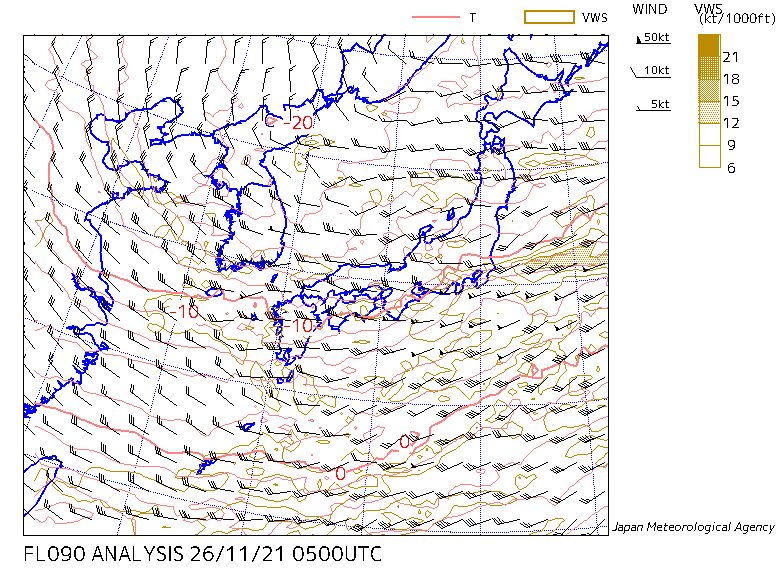 T
VWS
WIND
VWS
(kt/1000ft)
50kt
10kt
5kt
21
18
15
12
9
6
-20
-10
-10
0
0
Japan Meteorological Agency
FL090 ANALYSIS 26/11/21 0500UTC